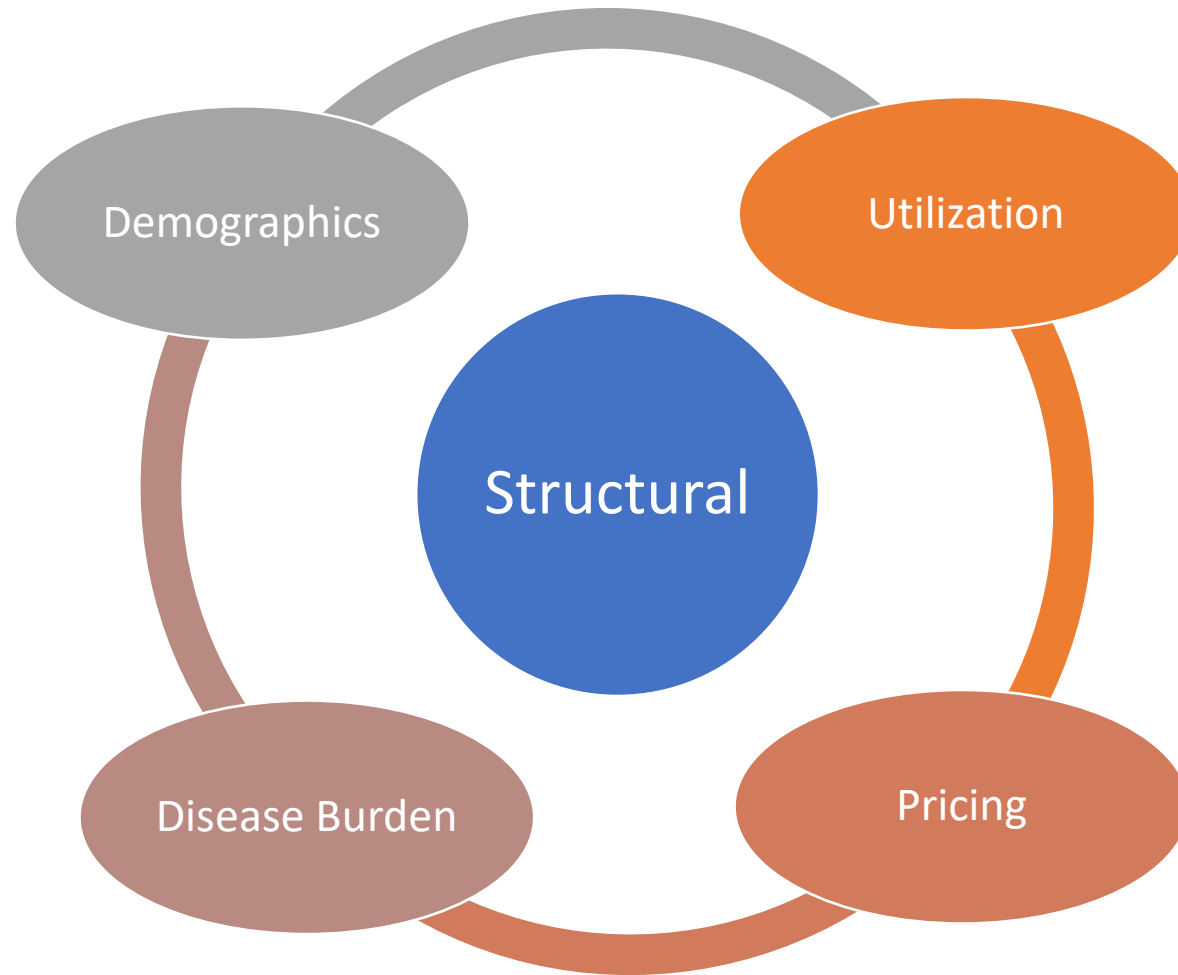 Demographics
Utilization
Structural
Disease Burden
Pricing